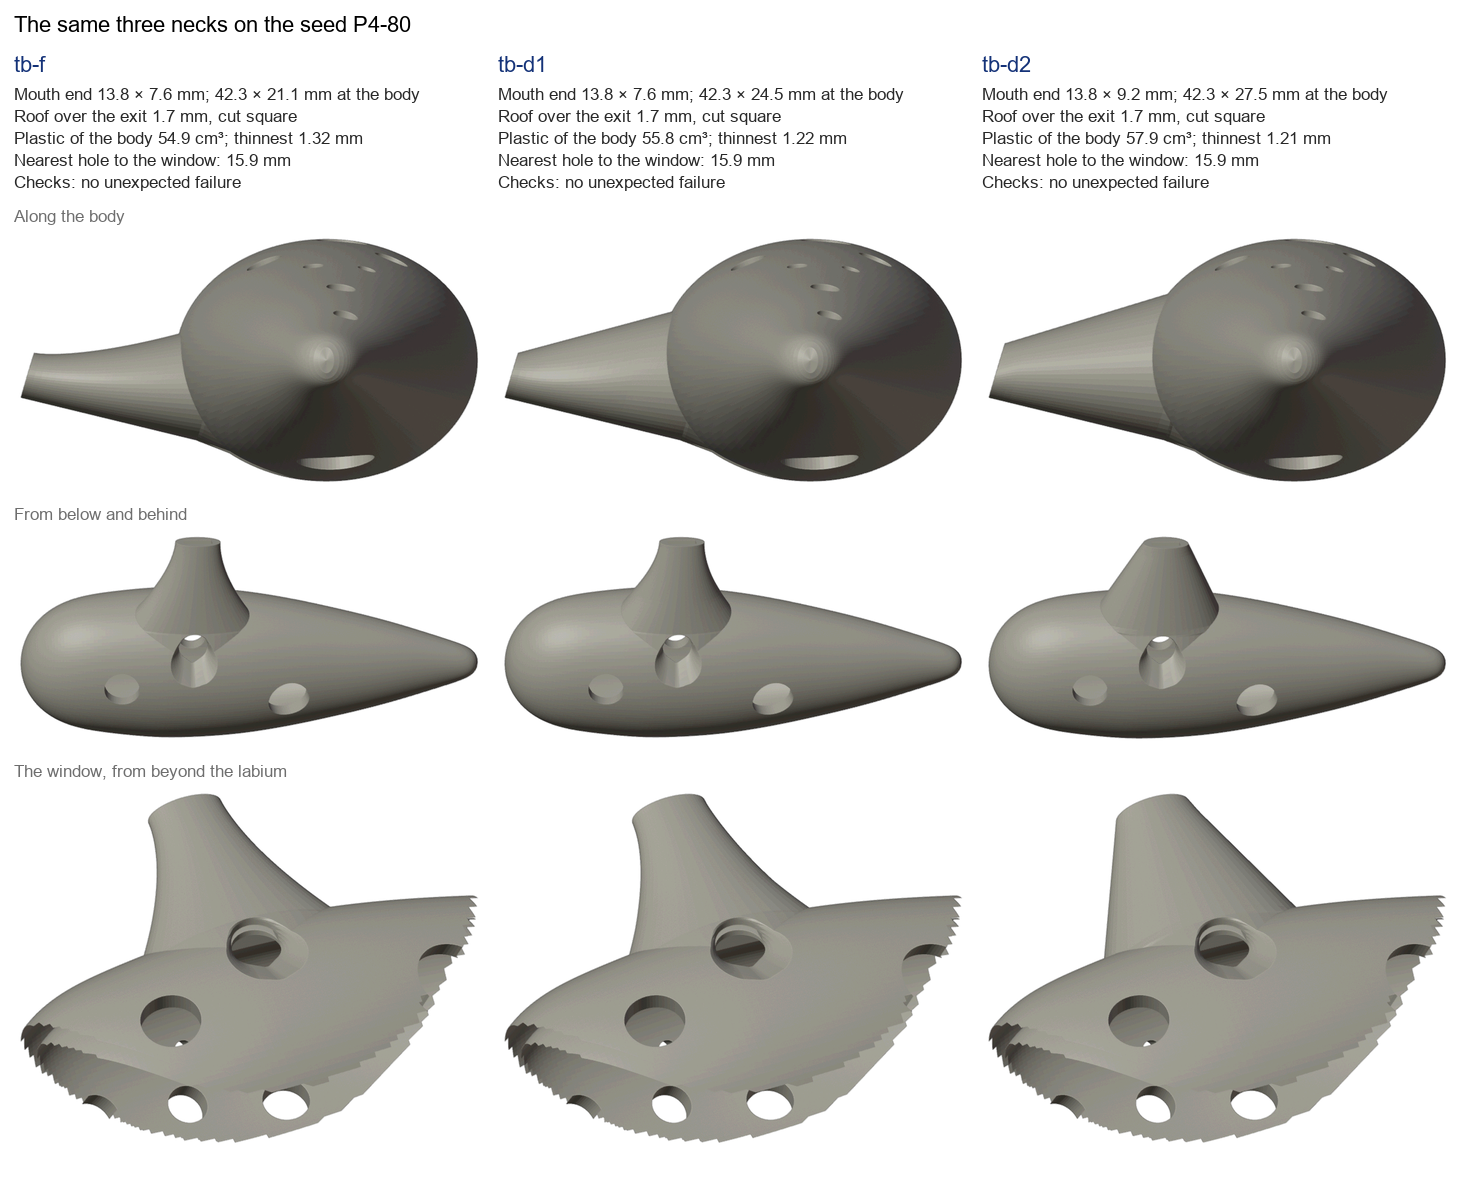 The same three necks on the seed P4-80
tb-f
Mouth end 13.8 × 7.6 mm; 42.3 × 21.1 mm at the body
Roof over the exit 1.7 mm, cut square
Plastic of the body 54.9 cm³; thinnest 1.32 mm
Nearest hole to the window: 15.9 mm
Checks: no unexpected failure
tb-d1
Mouth end 13.8 × 7.6 mm; 42.3 × 24.5 mm at the body
Roof over the exit 1.7 mm, cut square
Plastic of the body 55.8 cm³; thinnest 1.22 mm
Nearest hole to the window: 15.9 mm
Checks: no unexpected failure
tb-d2
Mouth end 13.8 × 9.2 mm; 42.3 × 27.5 mm at the body
Roof over the exit 1.7 mm, cut square
Plastic of the body 57.9 cm³; thinnest 1.21 mm
Nearest hole to the window: 15.9 mm
Checks: no unexpected failure
Along the body
From below and behind
The window, from beyond the labium